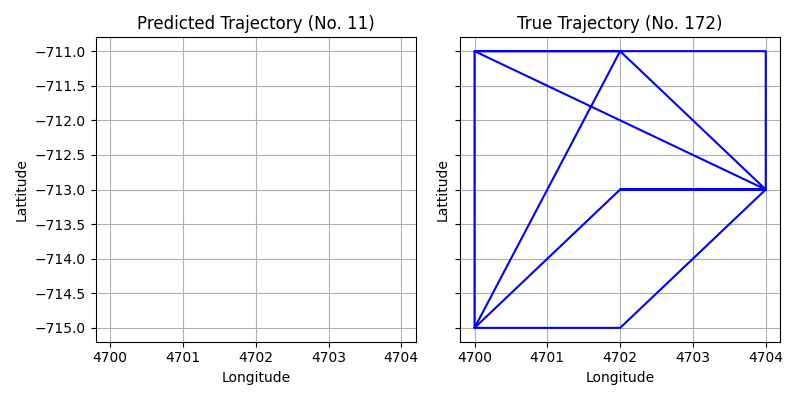 Predicted Trajectory (No. 11)
True Trajectory (No. 172)
−711.0
−711.5
−712.0
−712.5
−713.0
−713.5
−714.0
−714.5
−715.0
Lattitude
Lattitude
4700 4701 4702 4703 4704
4700 4701 4702 4703 4704
Longitude
Longitude